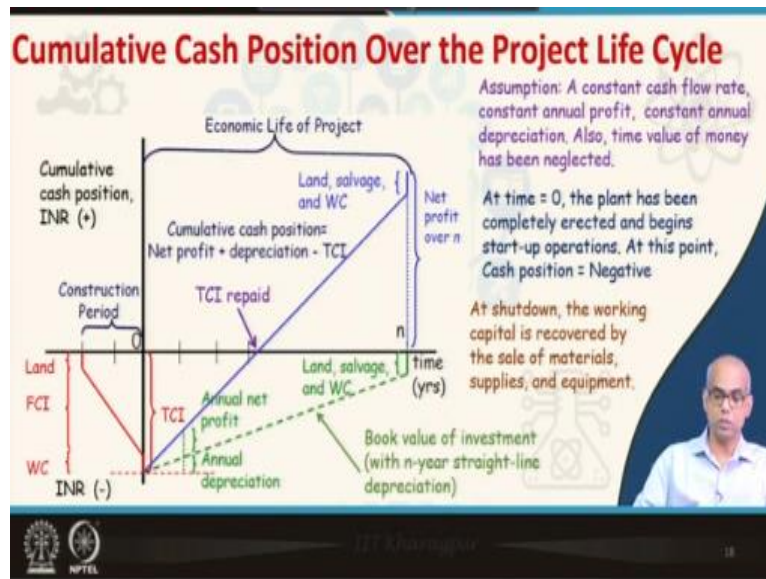 Cumulative Cash Position Over the Project Life Cycle
Assumption: A constant cash flow rate,
constant annual profit, constant annual
depreciation. Also, time value of money
has been neglected.
Economic Life of Project
Cumulative
cash position,
INR (+)
Land, salvage,
and WC
Net
profit
over n
At time = 0, the plant has been
completely erected and begins
start-up operations. At this point,
Cash position = Negative
Cumulative cash position=
Net profit + depreciation - TCI
Construction
Period
TCI repaid
0
n
At shutdown, the working
capital is recovered by
the sale of materials,
supplies, and equipment.
Land
FCI
WC
INR (-)
TCI
Annual net
profit
Annual
depreciation
Land, salvage,
and WC
time
(yrs)
Book value of investment
(with n-year straight-line
depreciation)
NPTEL
IIT Kharagpur
18